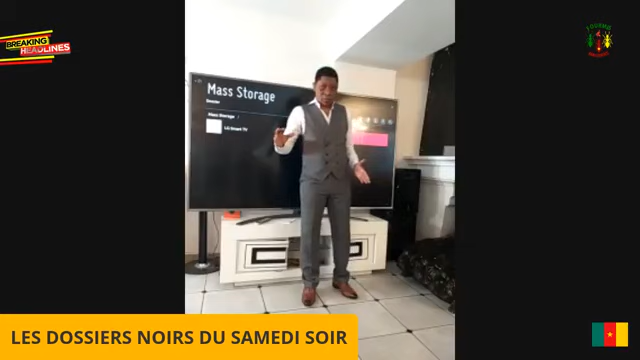 BREAKING
HEADLINES
Mass Storage
Mass Storage /
LG Smart TV
LES DOSSIERS NOIRS DU SAMEDI SOIR